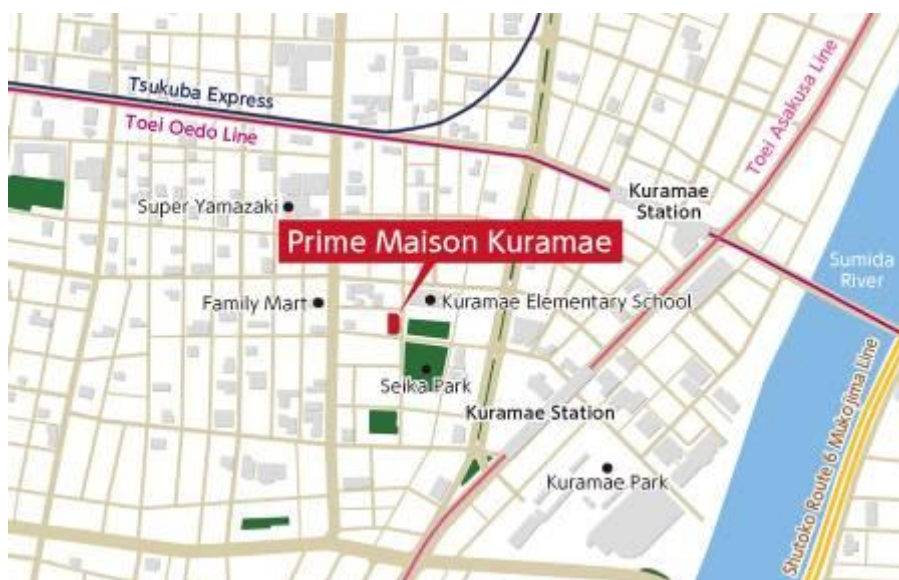 Tsukuba Express
Toei Oedo Line
Toei Asakusa Line
Kuramae
Station
Super Yamazaki
Prime Maison Kuramae
Sumida
River
Family Mart
Kuramae Elementary School
Seika Park
Kuramae Station
Kuramae Park
Shutoko Route 6 Mukojima Line